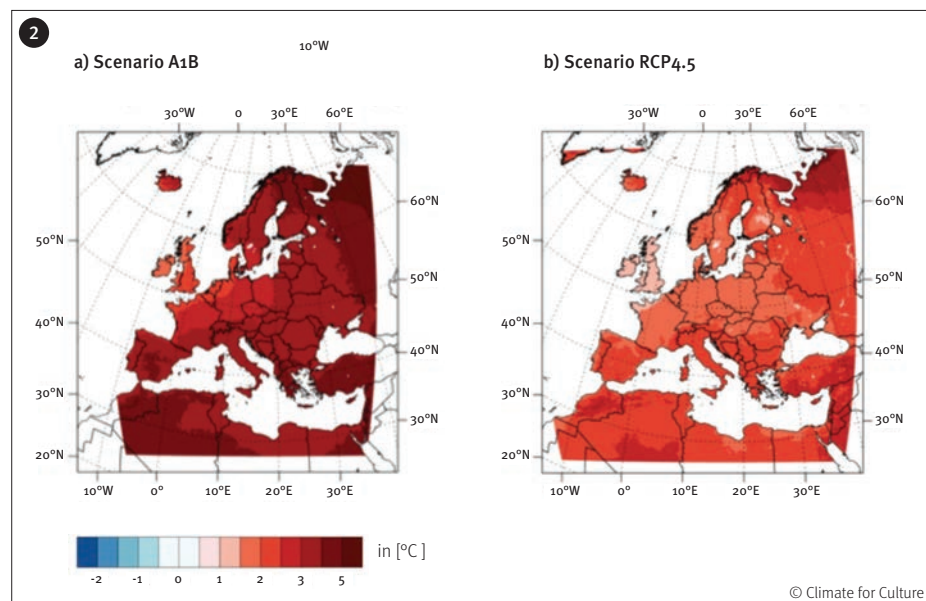 2
10°W
a) Scenario A1B
b) Scenario RCP4.5
30°W 0 30°E 60°E
60°N
50°N
50°N
40°N
40°N
30°N
30°N
20°N
10°W 0° 10°E 20°E 30°E
30°W 0 30°E 60°E
60°N
50°N
50°N
40°N
40°N
30°N
30°N
20°N
10°W 0° 10°E 20°E 30°E
-2 -1 0 1 2 3 5 in [°C ]
© Climate for Culture